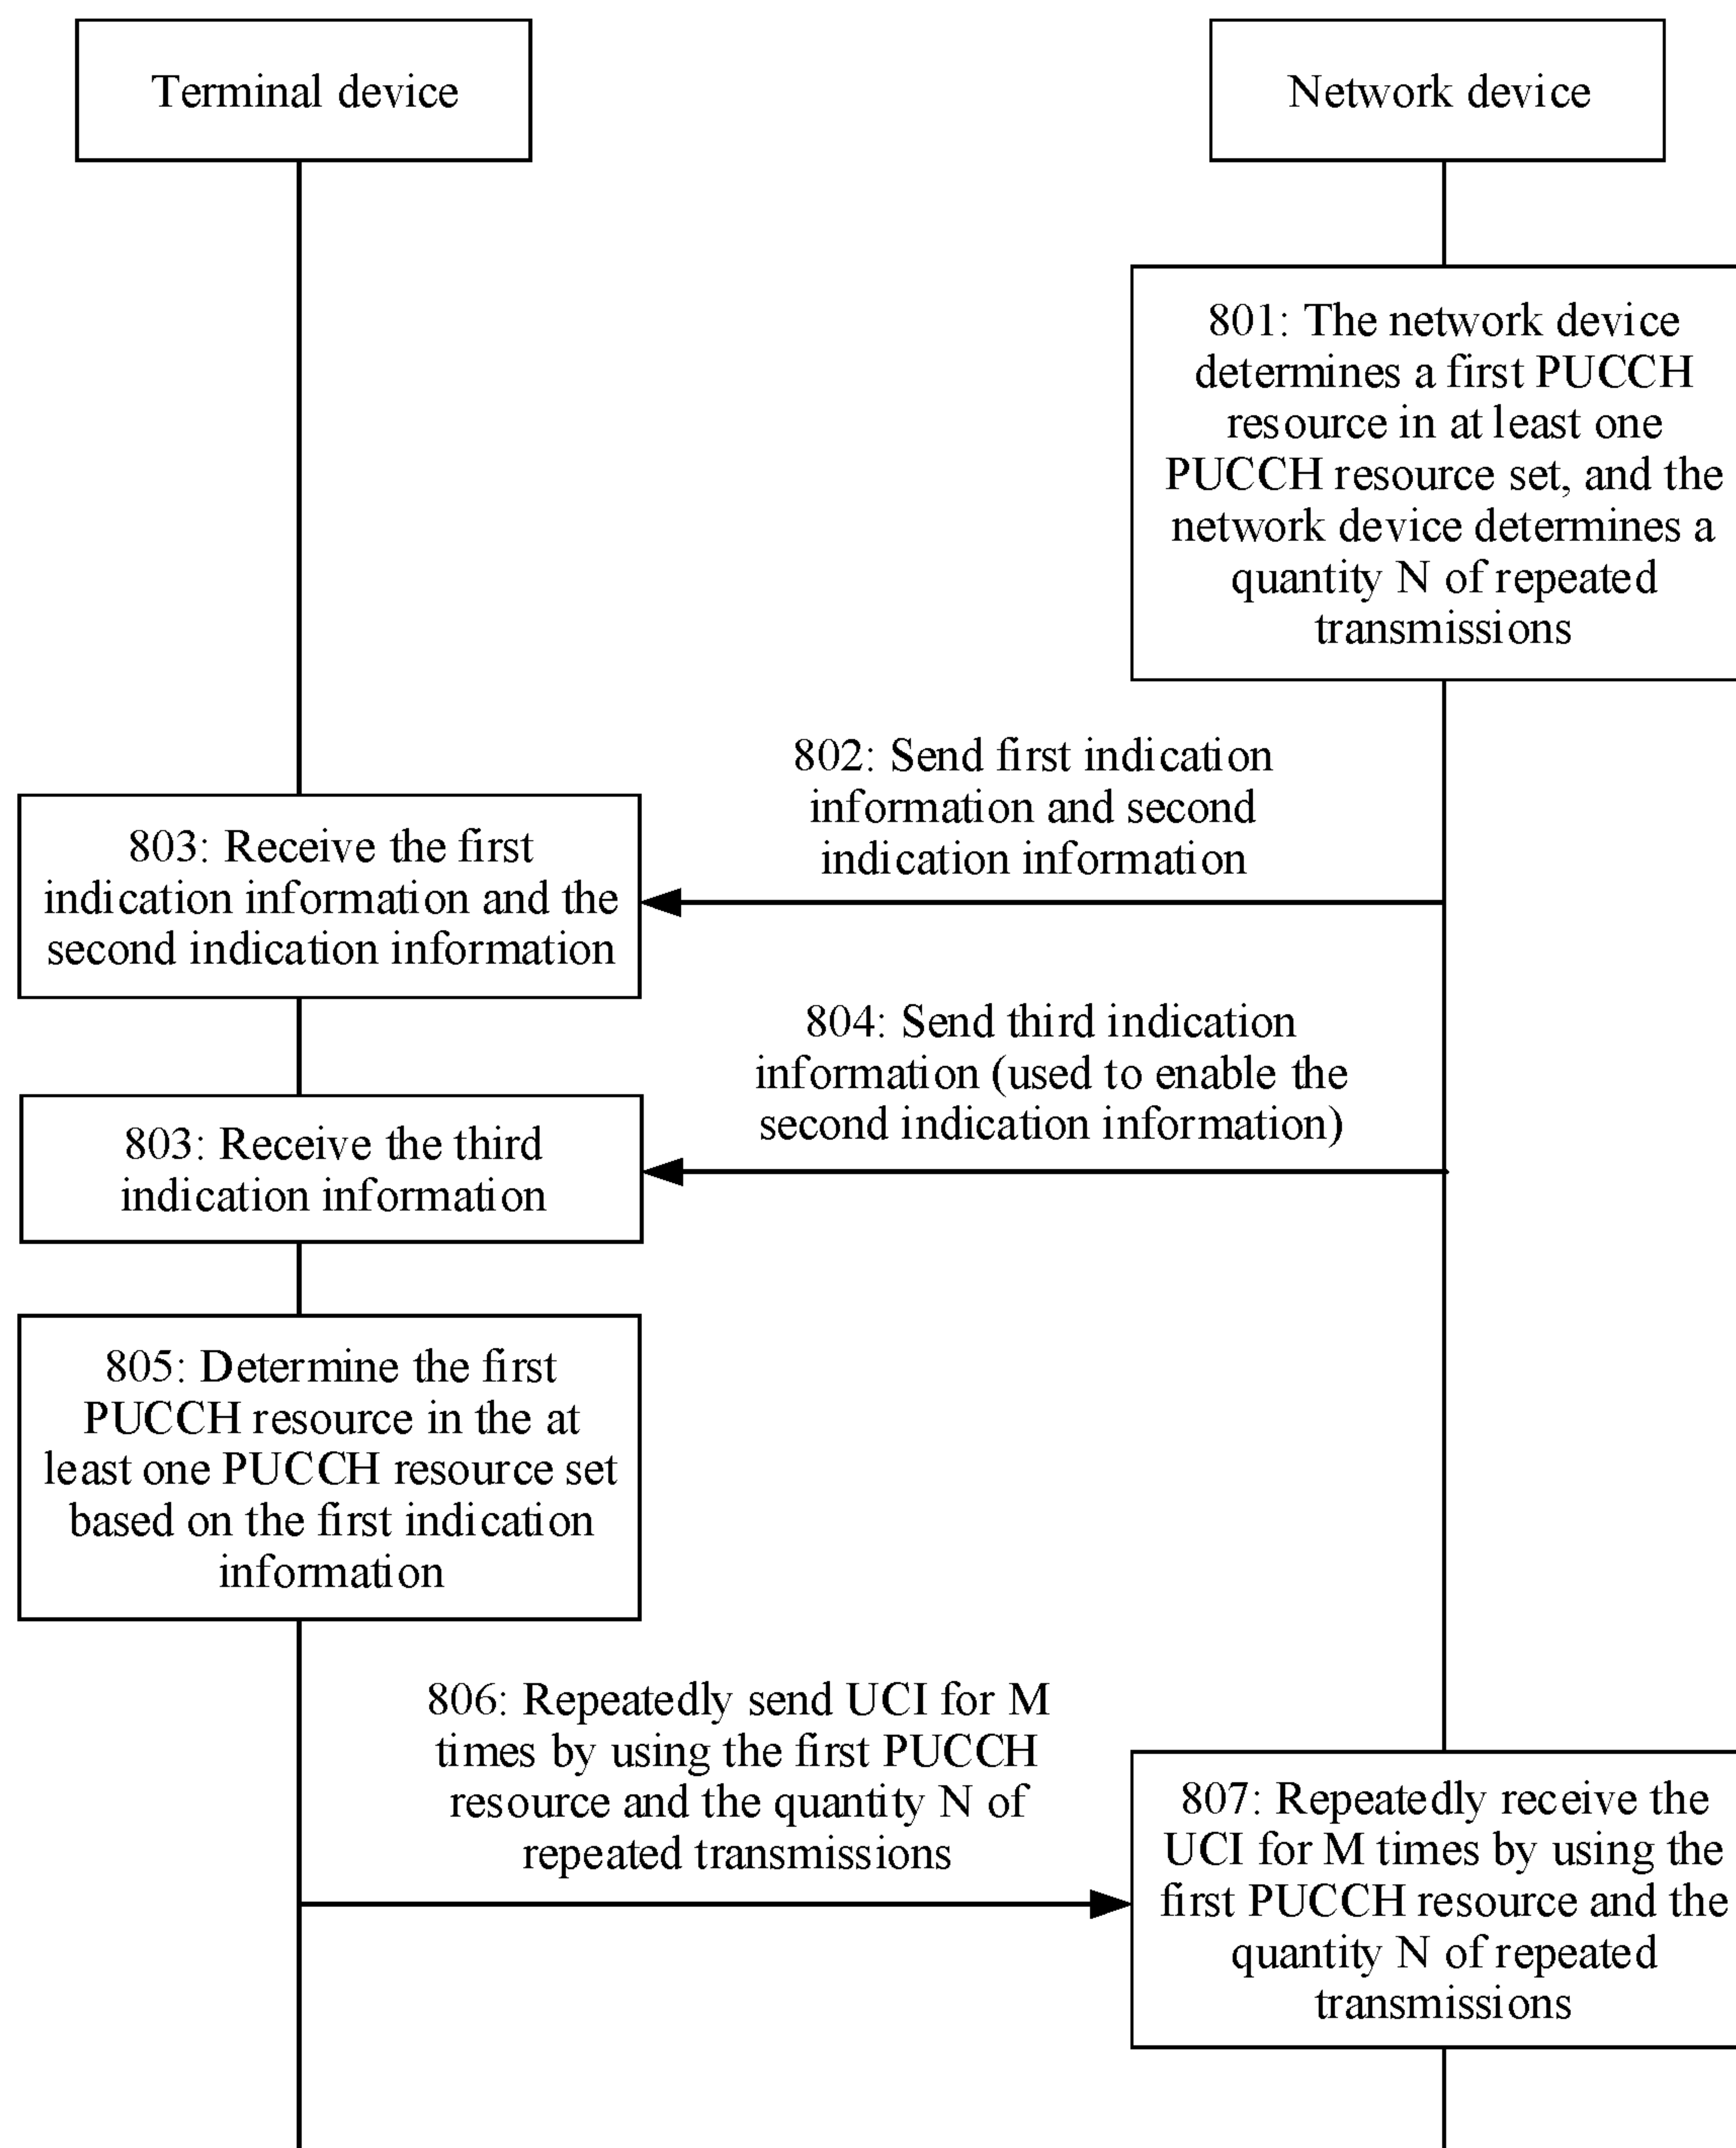 Terminal device
Network device
801: The network device
determines a first PUCCH
resource in at least one
PUCCH resource set, and the
network device determines a
quantity N of repeated
transmissions
802: Send first indication
information and second
indication information
803: Receive the first
indication information and the
second indication information
804: Send third indication
information (used to enable the
second indication information)
803: Receive the third
indication information
805: Determine the first
PUCCH resource in the at
least one PUCCH resource set
based on the first indication
information
806: Repeatedly send UCI for M
times by using the first PUCCH
resource and the quantity N of
repeated transmissions
807: Repeatedly receive the
UCI for M times by using the
first PUCCH resource and the
quantity N of repeated
transmissions